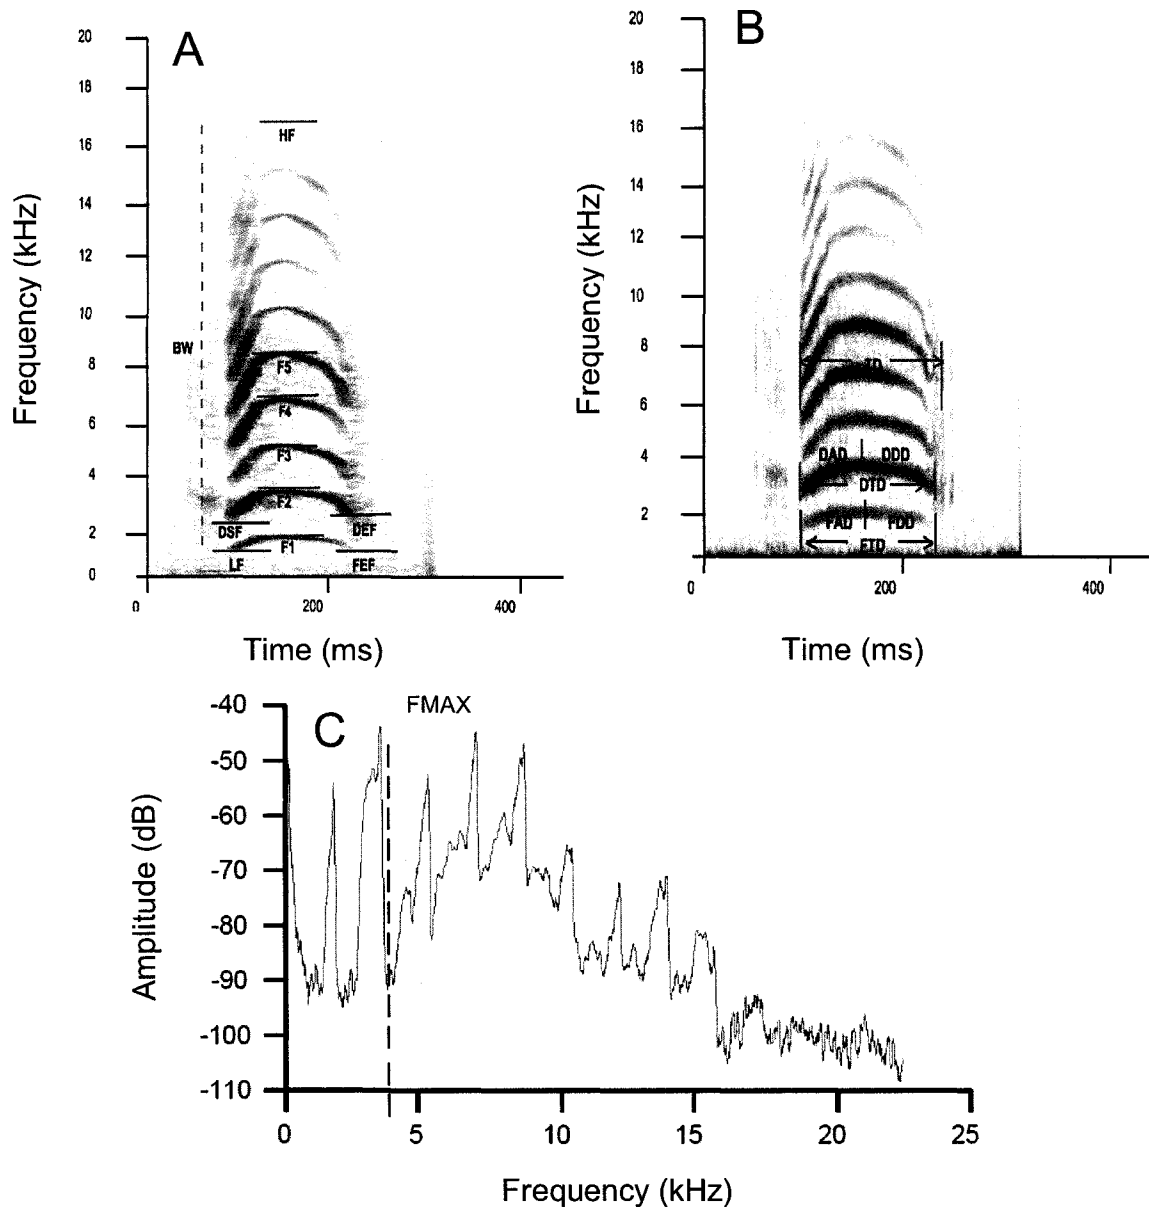 A
Frequency (kHz)
20
18
16
14
12
10
8
6
4
2
0
HF
BW
F5
F4
F3
F2
DSF
DEF
F1
LF
FEF
0
200
400
Time (ms)
B
Frequency (kHz)
20
18
16
14
12
10
8
6
4
2
TD
DAD
DDD
DTD
FAD
FDD
FTD
0
200
400
Time (ms)
C
FMAX
Amplitude (dB)
-40
-50
-60
-70
-80
-90
-100
-110
0
5
10
15
20
25
Frequency (kHz)